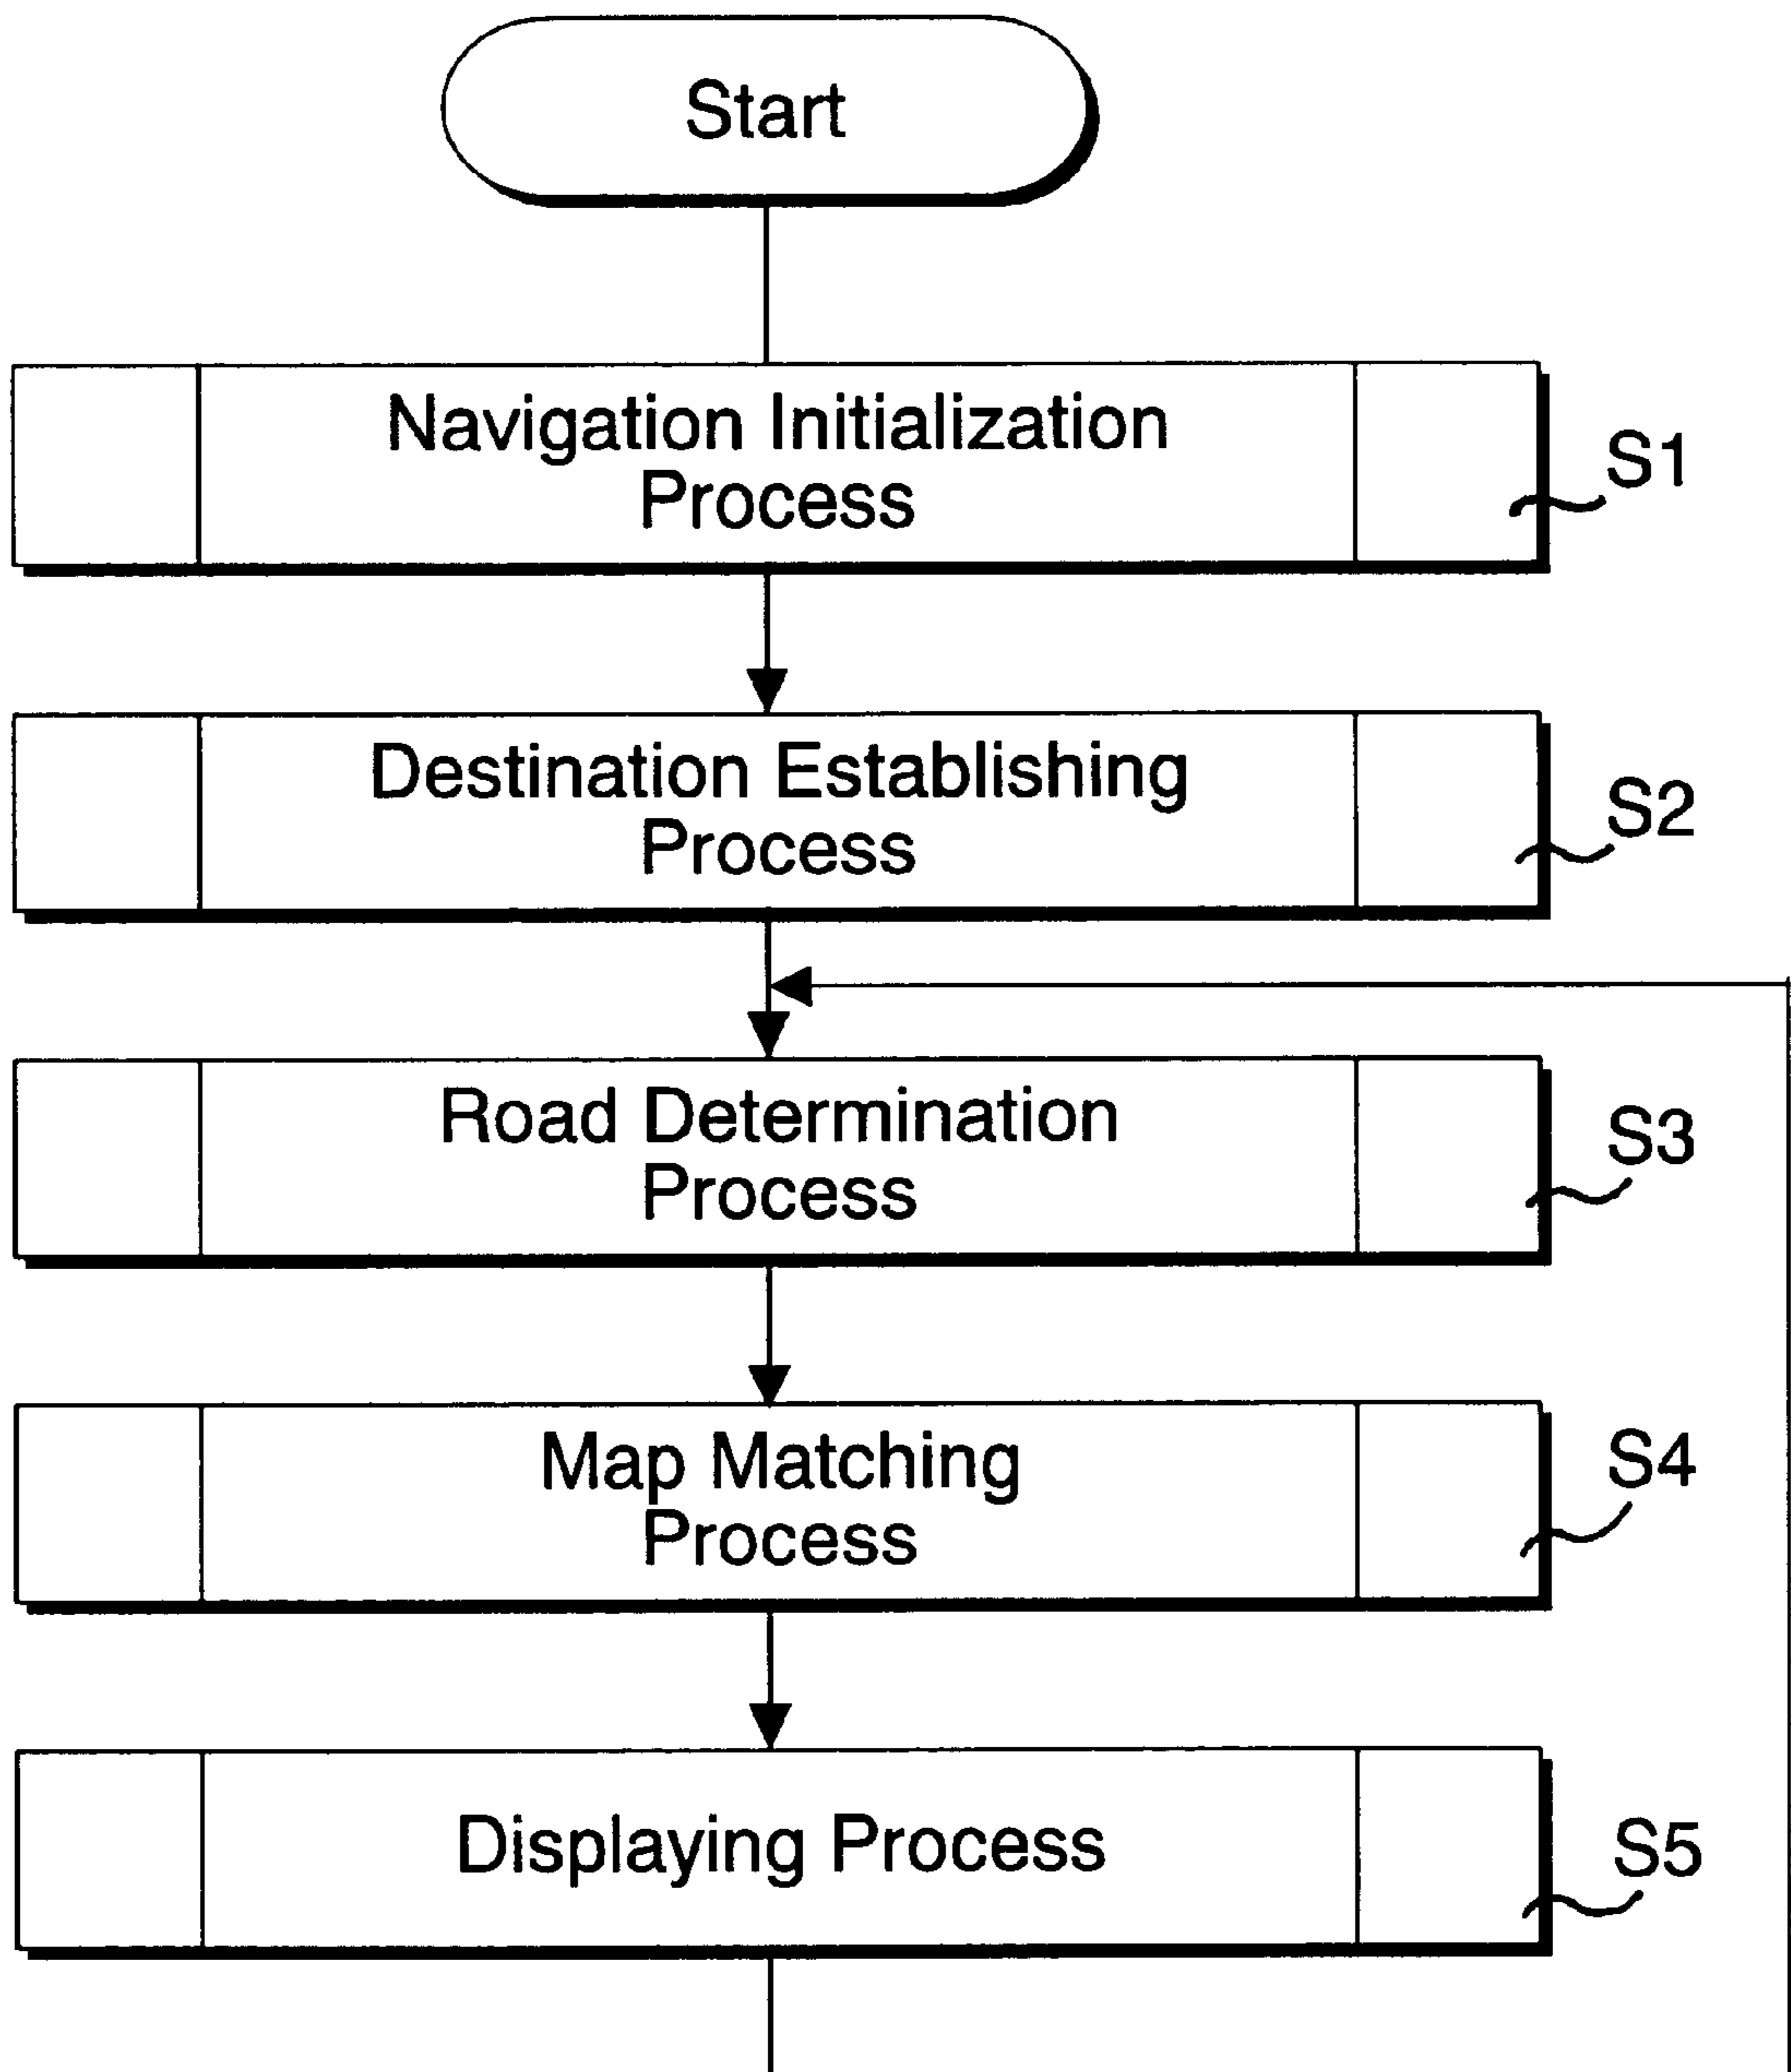 Start
Navigation Initialization
Process
S1
Destination Establishing
Process
S2
Road Determination
Process
S3
Map Matching
Process
S4
Displaying Process
S5